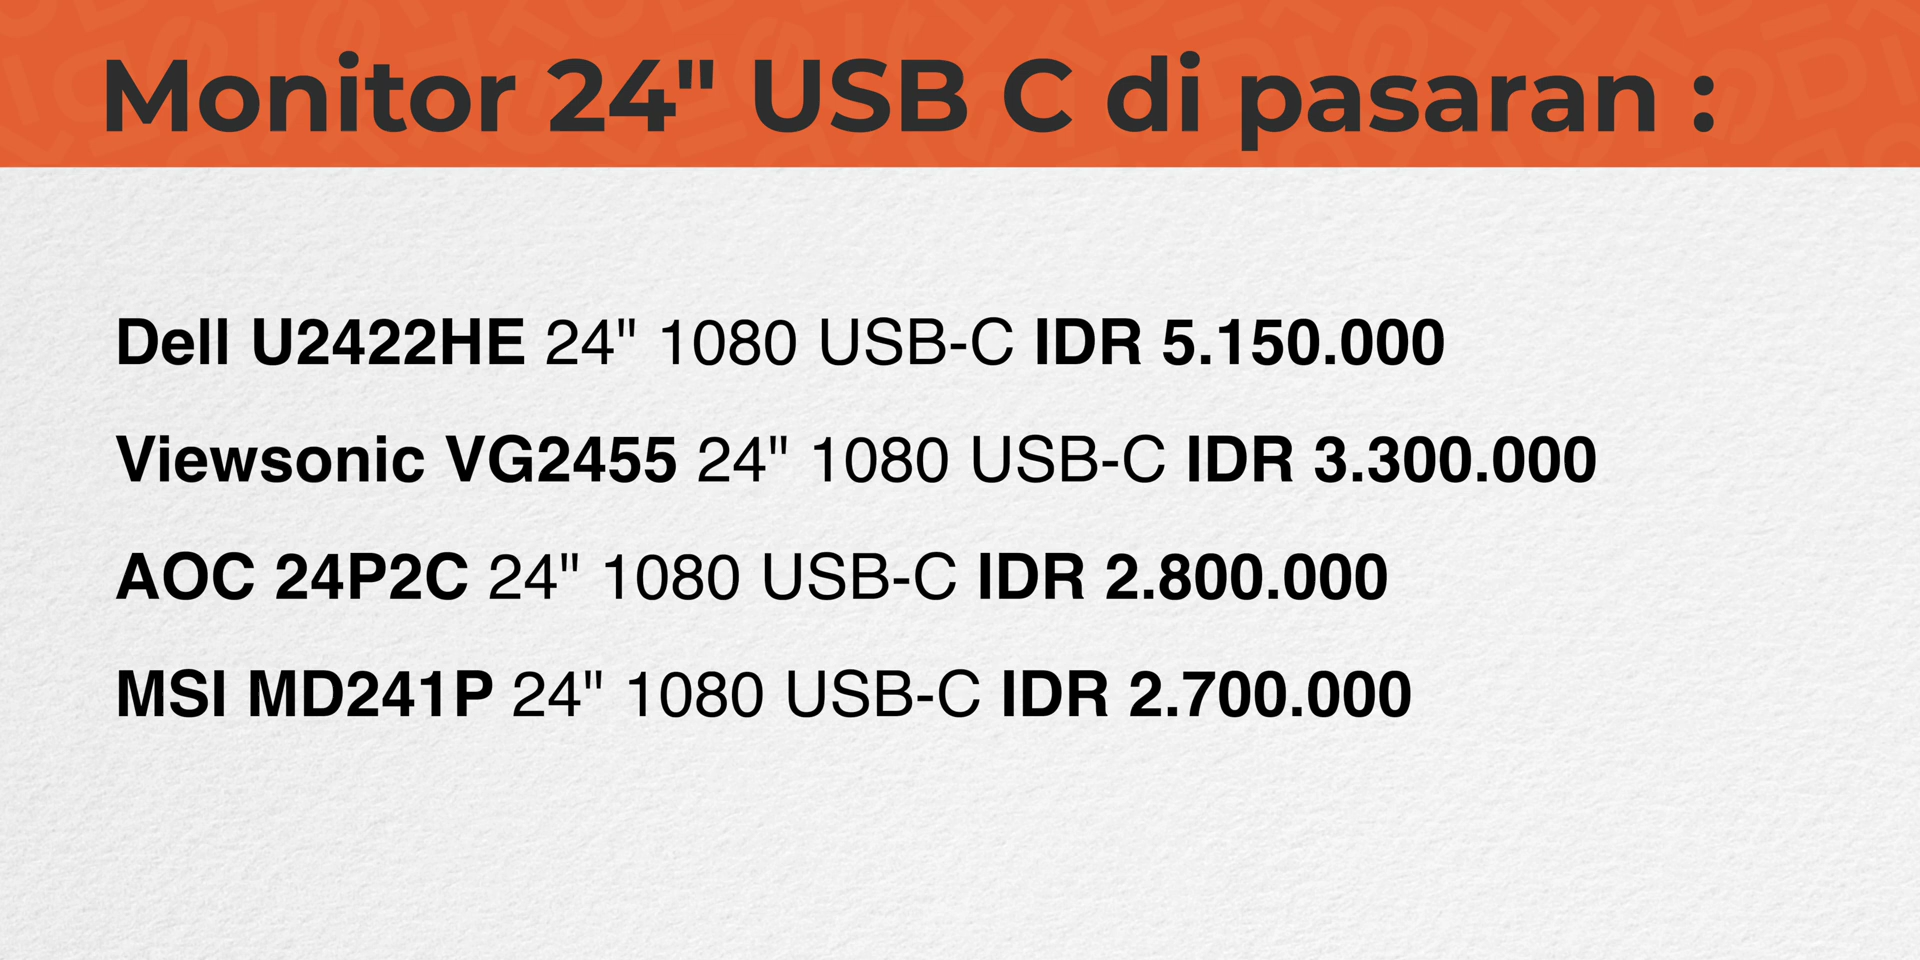 Monitor 24" USB C di pasaran :
Dell U2422HE 24" 1080 USB-C IDR 5.150.000
Viewsonic VG2455 24" 1080 USB-C IDR 3.300.000
AOC 24P2C 24" 1080 USB-C IDR 2.800.000
MSI MD241P 24" 1080 USB-C IDR 2.700.000